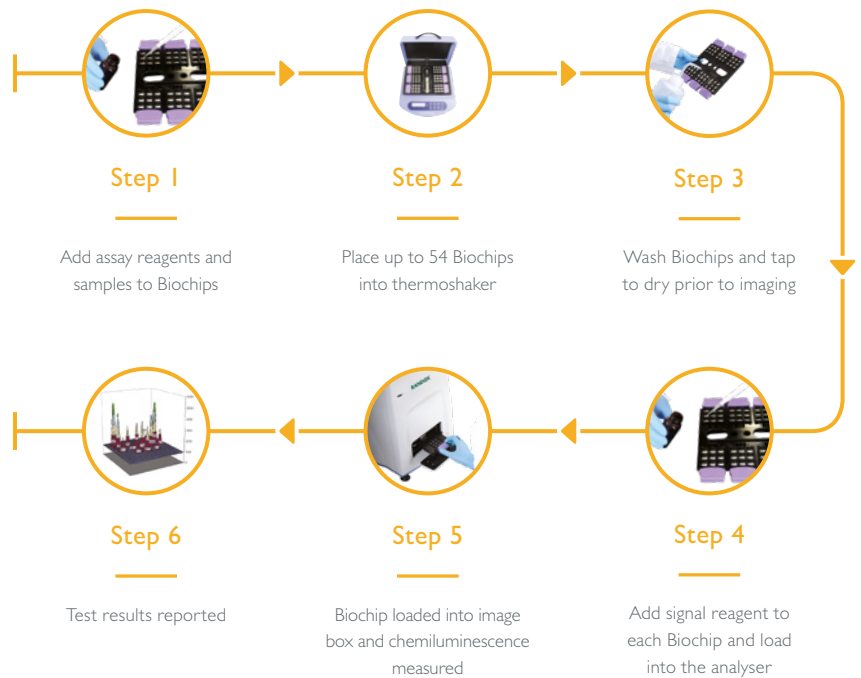 Step 1
Add assay reagents and
samples to Biochips
Step 2
Place up to 54 Biochips
into thermoshaker
Step 3
Wash Biochips and tap
to dry prior to imaging
Step 4
Add signal reagent to
each Biochip and load
into the analyser
Step 5
Biochip loaded into image
box and chemiluminescence
measured
RANDOX
Step 6
Test results reported